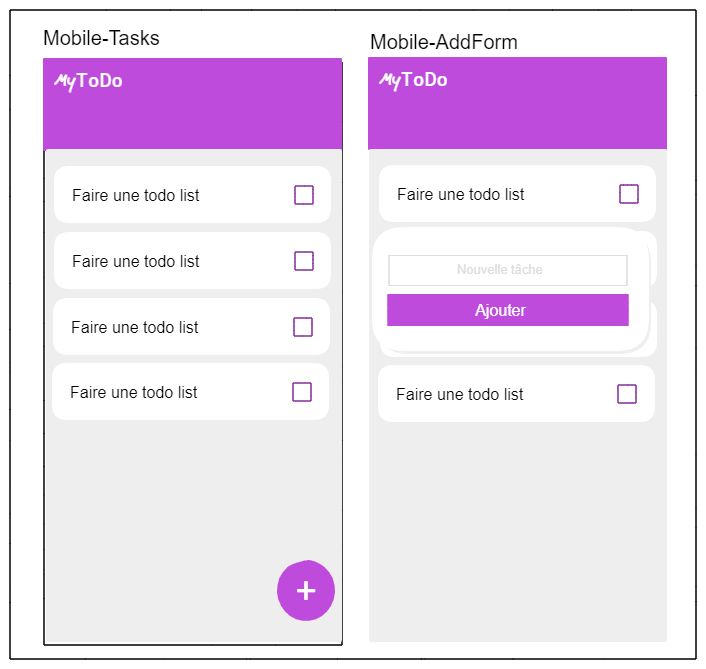 Mobile-Tasks
MyToDo
Faire une todo list
Faire une todo list
Faire une todo list
Faire une todo list
+
Mobile-AddForm
MyToDo
Faire une todo list
Nouvelle tâche
Ajouter
Faire une todo list